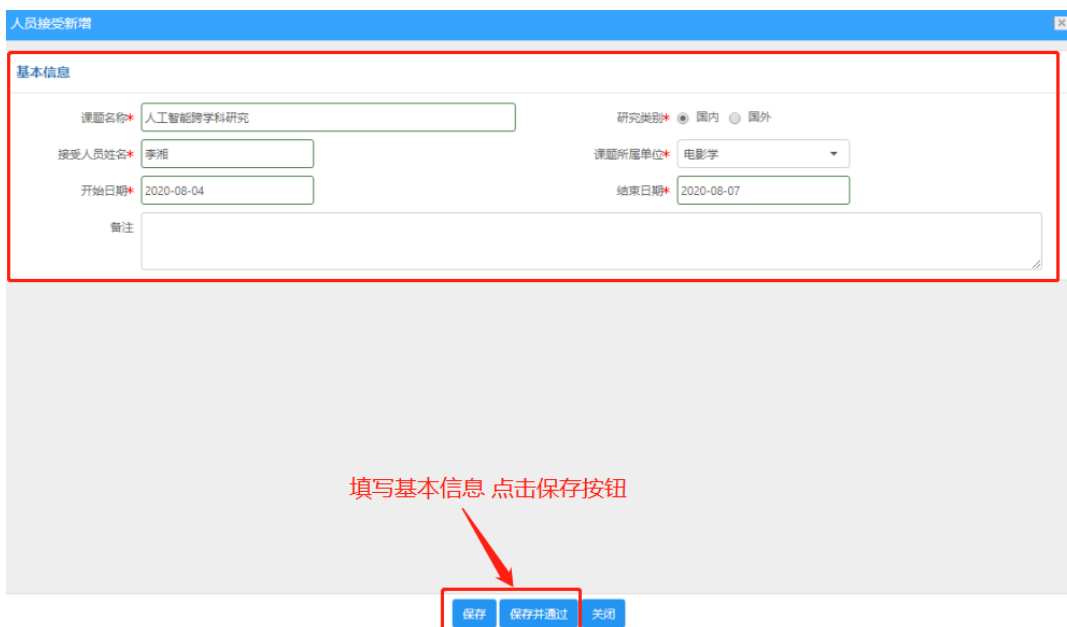 人员接受新增
基本信息
课题名称* 人工智能跨学科研究 研究类别* 国内 国外
接受人员姓名* 李湘 课题所属单位* 电影学
开始日期* 2020-08-04 结束日期* 2020-08-07
备注
填写基本信息 点击保存按钮
保存 保存并通过 关闭